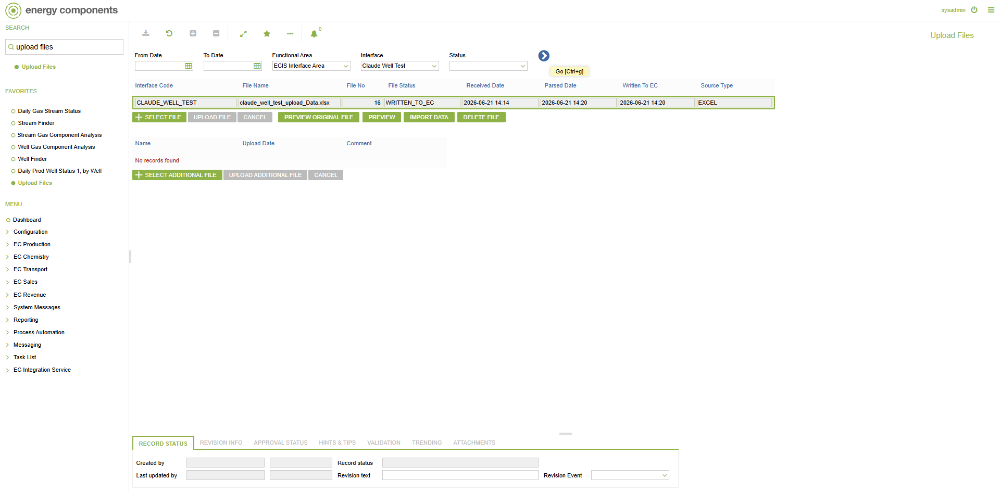 energy components
sysadmin
SEARCH
upload files
Upload Files
FAVORITES
Daily Gas Stream Status
Stream Finder
Stream Gas Component Analysis
Well Gas Component Analysis
Well Finder
Daily Prod Well Status 1, by Well
Upload Files
MENU
Dashboard
Configuration
EC Production
EC Chemistry
EC Transport
EC Sales
EC Revenue
System Messages
Reporting
Process Automation
Messaging
Task List
EC Integration Service
0
Upload Files
From Date To Date Functional Area Interface Status
ECIS Interface Area Claude Well Test
Go [Ctrl+g]
Interface Code File Name File No File Status Received Date Parsed Date Written To EC Source Type
CLAUDE_WELL_TEST claude_well_test_upload_Data.xlsx 16 WRITTEN_TO_EC 2026-06-21 14:14 2026-06-21 14:20 2026-06-21 14:20 EXCEL
SELECT FILE UPLOAD FILE CANCEL PREVIEW ORIGINAL FILE PREVIEW IMPORT DATA DELETE FILE
Name Upload Date Comment
No records found
SELECT ADDITIONAL FILE UPLOAD ADDITIONAL FILE CANCEL
RECORD STATUS REVISION INFO APPROVAL STATUS HINTS & TIPS VALIDATION TRENDING ATTACHMENTS
Created by Record status
Last updated by Revision text Revision Event